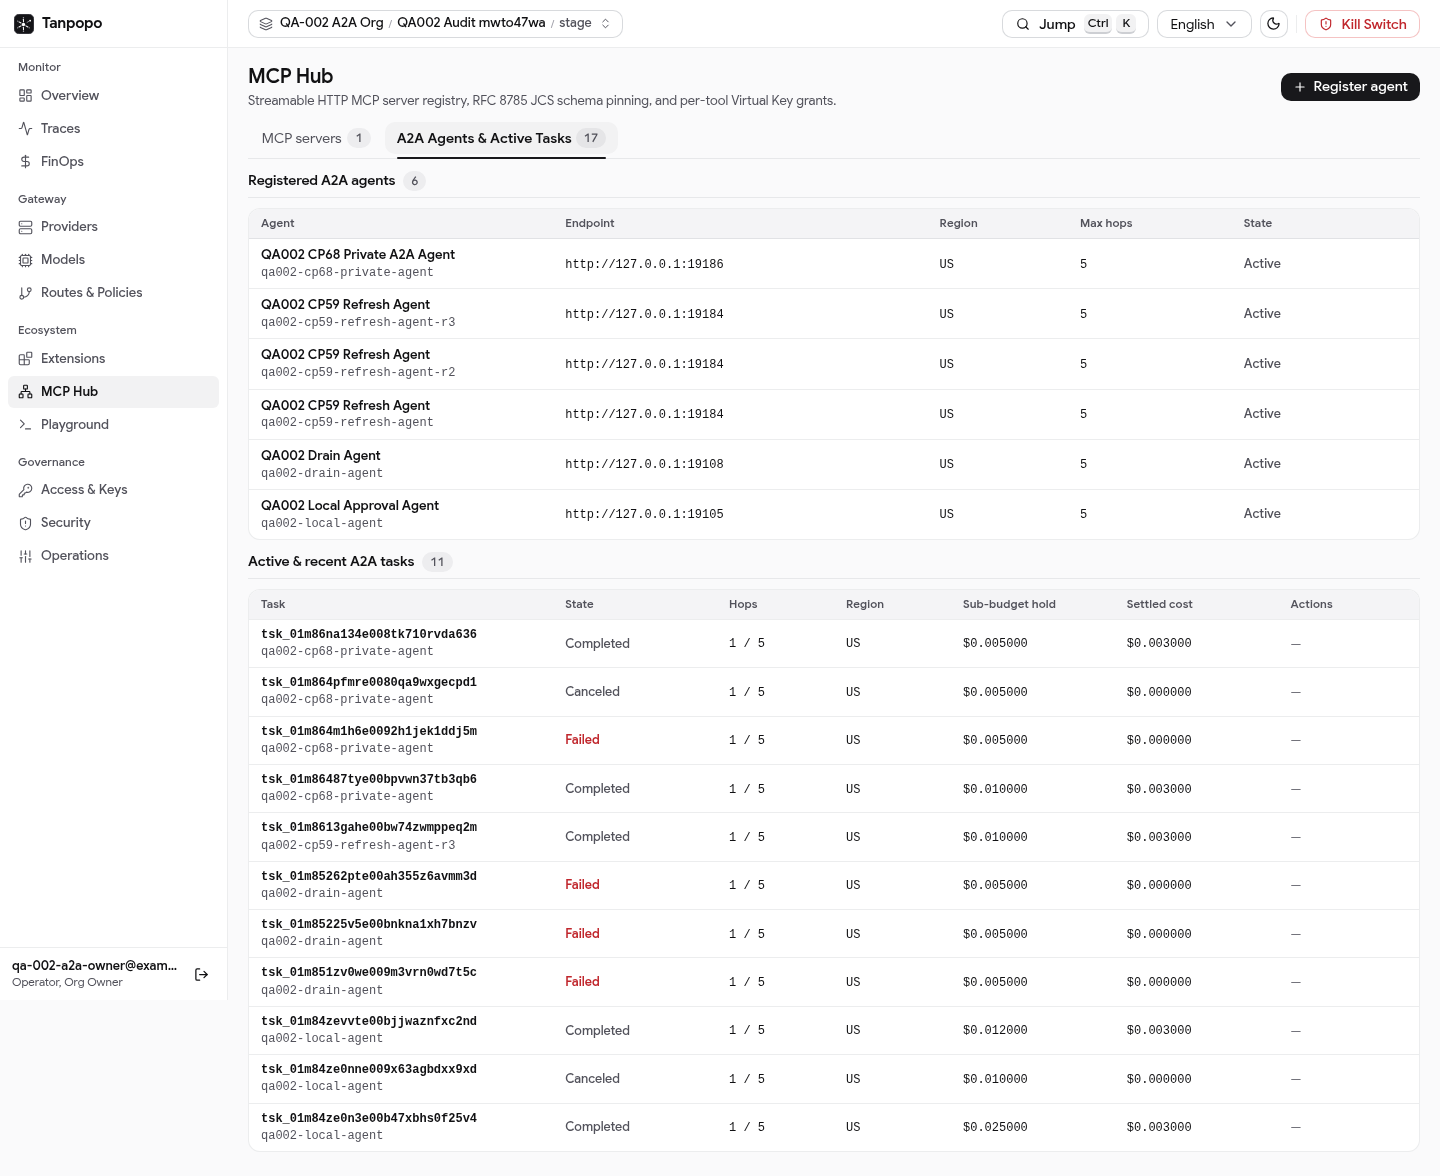 Tanpopo
QA-002 A2A Org / QA002 Audit mwto47wa / stage
Jump Ctrl K
English
Kill Switch
Monitor
Overview
Traces
FinOps
Gateway
Providers
Models
Routes & Policies
Ecosystem
Extensions
MCP Hub
Playground
Governance
Access & Keys
Security
Operations
qa-002-a2a-owner@exam...
Operator, Org Owner
MCP Hub
Streamable HTTP MCP server registry, RFC 8785 JCS schema pinning, and per-tool Virtual Key grants.
+ Register agent
MCP servers 1
A2A Agents & Active Tasks 17
Registered A2A agents 6
Agent Endpoint Region Max hops State
QA002 CP68 Private A2A Agent
qa002-cp68-private-agent
http://127.0.0.1:19186 US 5 Active
QA002 CP59 Refresh Agent
qa002-cp59-refresh-agent-r3
http://127.0.0.1:19184 US 5 Active
QA002 CP59 Refresh Agent
qa002-cp59-refresh-agent-r2
http://127.0.0.1:19184 US 5 Active
QA002 CP59 Refresh Agent
qa002-cp59-refresh-agent
http://127.0.0.1:19184 US 5 Active
QA002 Drain Agent
qa002-drain-agent
http://127.0.0.1:19108 US 5 Active
QA002 Local Approval Agent
qa002-local-agent
http://127.0.0.1:19105 US 5 Active
Active & recent A2A tasks 11
Task State Hops Region Sub-budget hold Settled cost Actions
tsk_01m86na134e008tk710rvda636
qa002-cp68-private-agent
Completed 1 / 5 US $0.005000 $0.003000 —
tsk_01m864pfmre0080qa9wxgecpd1
qa002-cp68-private-agent
Canceled 1 / 5 US $0.005000 $0.000000 —
tsk_01m864m1h6e0092h1jek1ddj5m
qa002-cp68-private-agent
Failed 1 / 5 US $0.005000 $0.000000 —
tsk_01m86487tye00bpvwn37tb3qb6
qa002-cp68-private-agent
Completed 1 / 5 US $0.010000 $0.003000 —
tsk_01m8613gahe00bw74zwmppeq2m
qa002-cp59-refresh-agent-r3
Completed 1 / 5 US $0.010000 $0.003000 —
tsk_01m85262pte00ah355z6avmm3d
qa002-drain-agent
Failed 1 / 5 US $0.005000 $0.000000 —
tsk_01m85225v5e00bnkna1xh7bnzv
qa002-drain-agent
Failed 1 / 5 US $0.005000 $0.000000 —
tsk_01m851zv0we009m3vrn0wd7t5c
qa002-drain-agent
Failed 1 / 5 US $0.005000 $0.000000 —
tsk_01m84zevvte00bjjwaznfxc2nd
qa002-local-agent
Completed 1 / 5 US $0.012000 $0.003000 —
tsk_01m84ze0nne009x63agbdxx9xd
qa002-local-agent
Canceled 1 / 5 US $0.010000 $0.000000 —
tsk_01m84ze0n3e00b47xbhs0f25v4
qa002-local-agent
Completed 1 / 5 US $0.025000 $0.003000 —